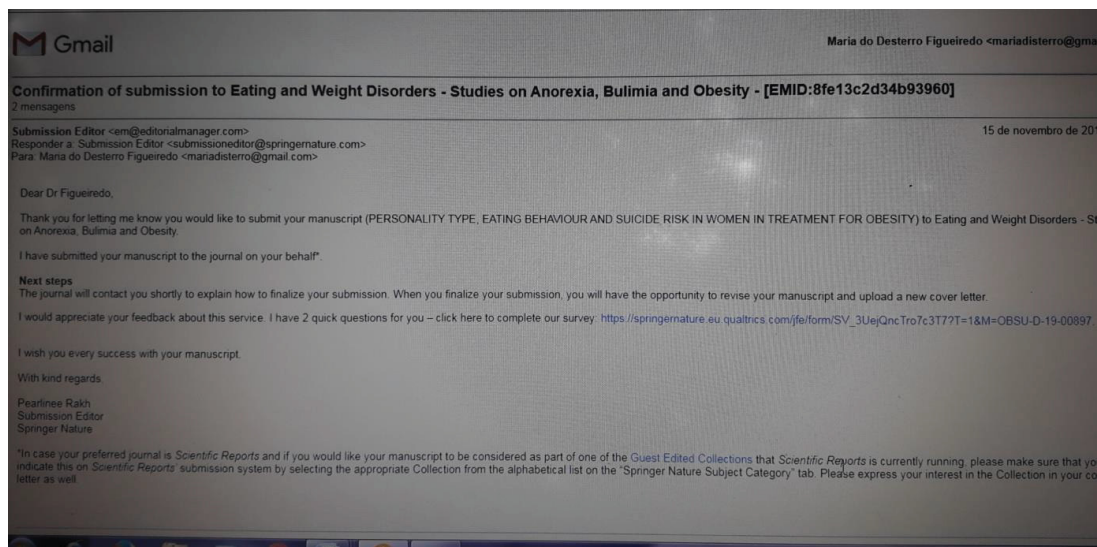 Gmail
Maria do Desterro Figueiredo <mariadisterro@gma
Confirmation of submission to Eating and Weight Disorders - Studies on Anorexia, Bulimia and Obesity - [EMID:8fe13c2d34b93960]
2 mensagens
Submission Editor <em@editorialmanager.com>
15 de novembro de 20
Responder a: Submission Editor <submissioneditor@springernature.com>
Para: Maria do Desterro Figueiredo <mariadisterro@gmail.com>
Dear Dr Figueiredo,
Thank you for letting me know you would like to submit your manuscript (PERSONALITY TYPE, EATING BEHAVIOUR AND SUICIDE RISK IN WOMEN IN TREATMENT FOR OBESITY) to Eating and Weight Disorders - St
on Anorexia, Bulimia and Obesity.
I have submitted your manuscript to the journal on your behalf*.
Next steps
The journal will contact you shortly to explain how to finalize your submission. When you finalize your submission, you will have the opportunity to revise your manuscript and upload a new cover letter.
I would appreciate your feedback about this service. I have 2 quick questions for you – click here to complete our survey: https://springernature.eu.qualtrics.com/jfe/form/SV_3UejQncTro7c3T7?T=1&M=OBSU-D-19-00897.
I wish you every success with your manuscript.
With kind regards
Pearlinee Rakh
Submission Editor
Springer Nature
*In case your preferred journal is Scientific Reports and if you would like your manuscript to be considered as part of one of the Guest Edited Collections that Scientific Reports is currently running, please make sure that yo
indicate this on Scientific Reports' submission system by selecting the appropriate Collection from the alphabetical list on the "Springer Nature Subject Category" tab. Please express your interest in the Collection in your co
letter as well.